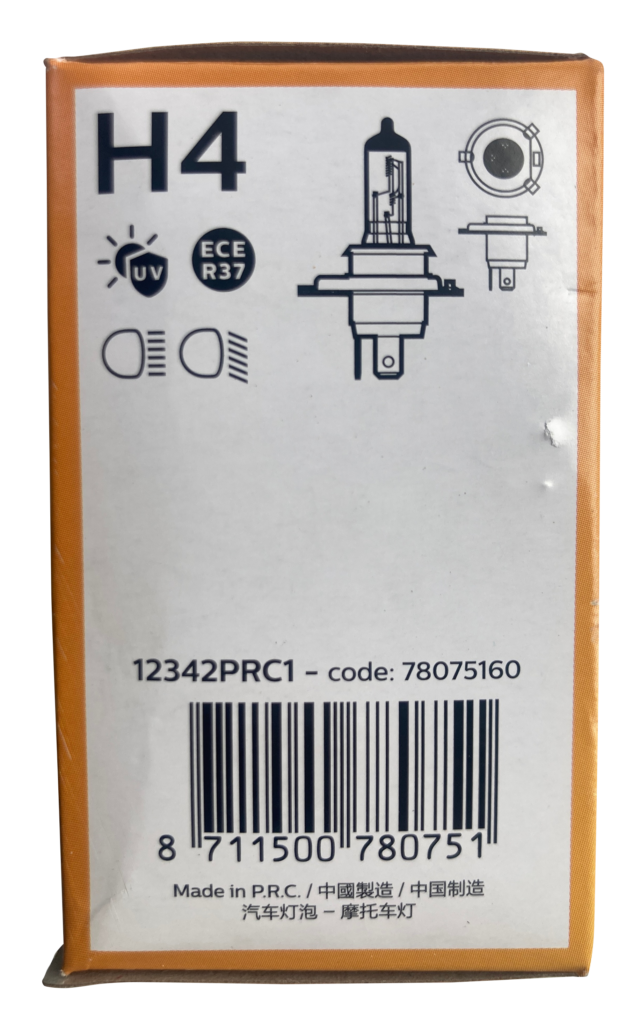 H4
UV
ECE
R37
12342PRC1 - code: 78075160
8 711500 780751
Made in P.R.C. / 中國製造 / 中国制造
汽车灯泡 – 摩托车灯